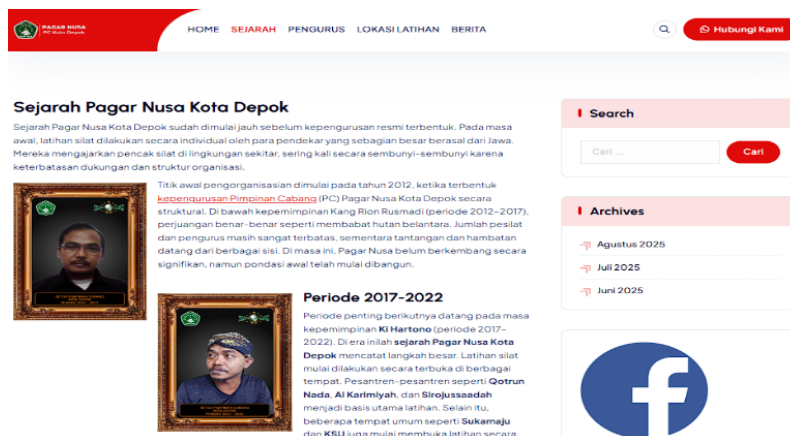 PAGAR NUSA
PC Kota Depok
HOME SEJARAH PENGURUS LOKASI LATIHAN BERITA
Hubungi Kami
Sejarah Pagar Nusa Kota Depok
Sejarah Pagar Nusa Kota Depok sudah dimulai jauh sebelum kepengurusan resmi terbentuk. Pada masa
awal, latihan silat dilakukan secara individual oleh para pendekar yang sebagian besar berasal dari Jawa.
Mereka mengajarkan pencak silat di lingkungan sekitar, sering kali secara sembunyi-sembunyi karena
keterbatasan dukungan dan struktur organisasi.
Titik awal pengorganisasian dimulai pada tahun 2012, ketika terbentuk
kepengurusan Pimpinan Cabang (PC) Pagar Nusa Kota Depok secara
struktural. Di bawah kepemimpinan Kang Rion Rusmadi (periode 2012–2017),
perjuangan benar-benar seperti membabat hutan belantara. Jumlah pesilat
dan pengurus masih sangat terbatas, sementara tantangan dan hambatan
datang dari berbagai sisi. Di masa ini, Pagar Nusa belum berkembang secara
signifikan, namun pondasi awal telah mulai dibangun.
Periode 2017-2022
Periode penting berikutnya datang pada masa
kepemimpinan Ki Hartono (periode 2017–
2022). Di era inilah sejarah Pagar Nusa Kota
Depok mencatat langkah besar. Latihan silat
mulai dilakukan secara terbuka di berbagai
tempat. Pesantren-pesantren seperti Qotrun
Nada, Al Karimiyah, dan Sirojussaadah
menjadi basis utama latihan. Selain itu,
beberapa tempat umum seperti Sukamaju
dan KSU juga mulai membuka latihan secara
Search
Cari ...
Cari
Archives
Agustus 2025
Juli 2025
Juni 2025